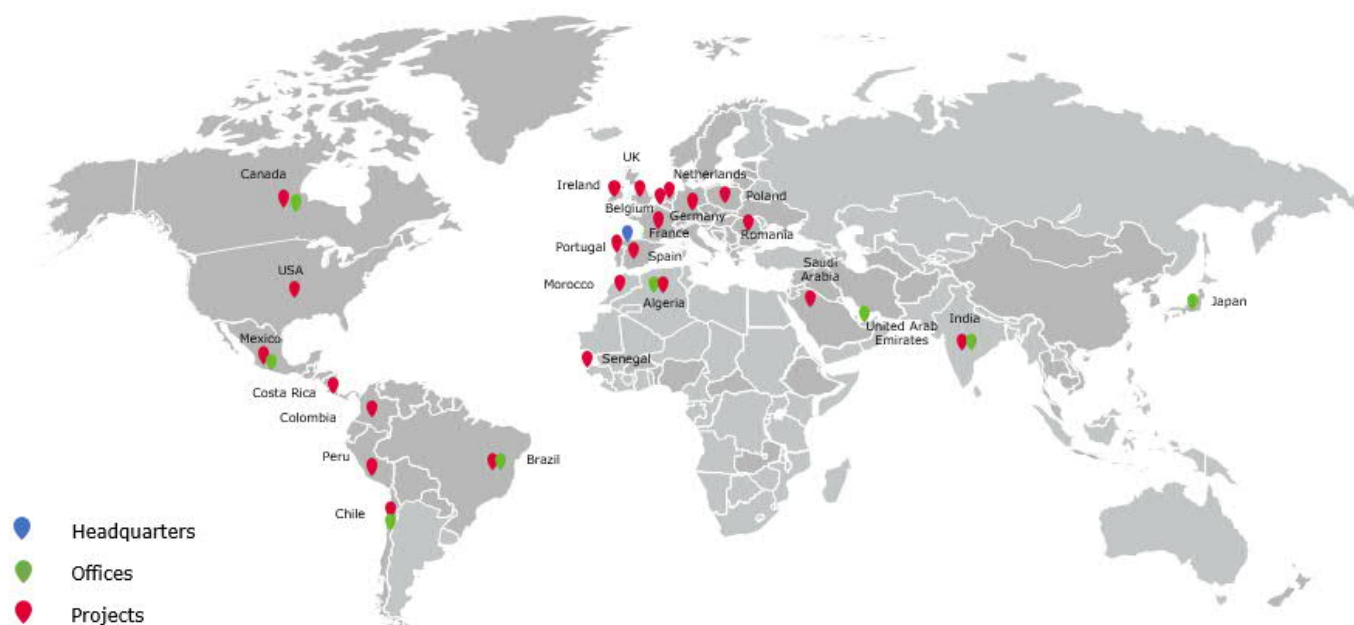 UK
Canada
Netherlands
Ireland
Poland
Belgium
Germany
France
Romania
Portugal
Spain
Saudi
Arabia
USA
Morocco
Algeria
Japan
India
United Arab
Emirates
Mexico
Senegal
Costa Rica
Colombia
Peru
Brazil
Chile
Headquarters
Offices
Projects